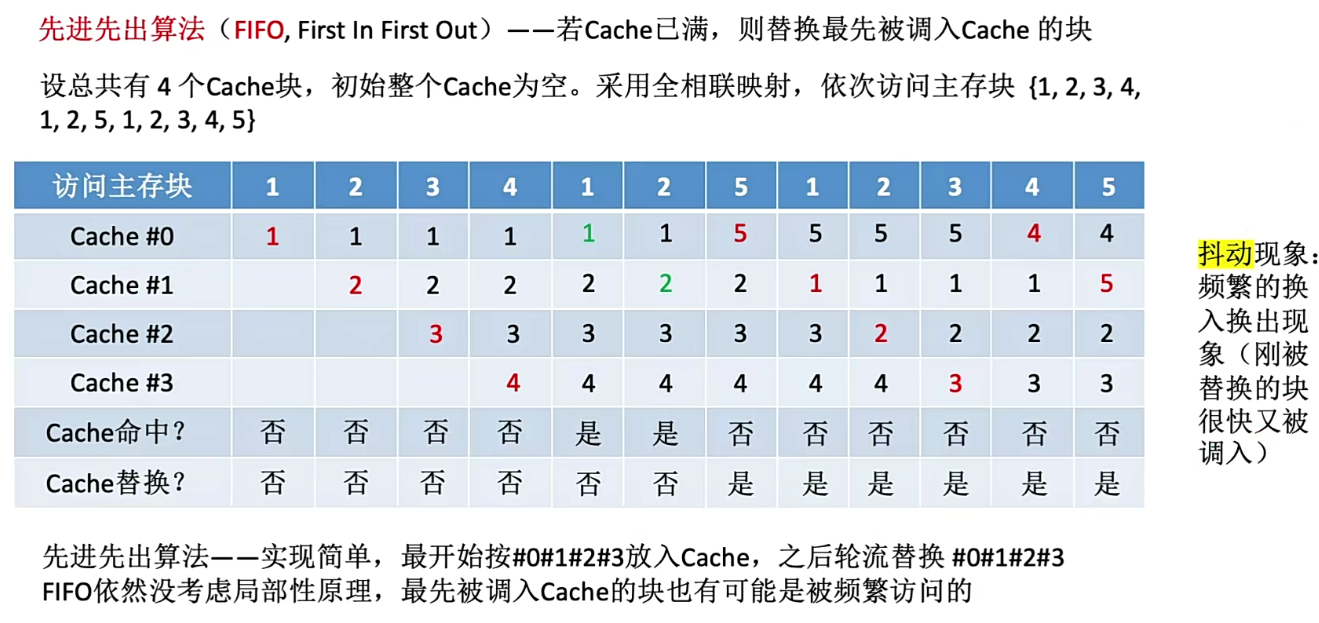 先进先出算法（FIFO, First In First Out）——若Cache已满，则替换最先被调入Cache 的块
设总共有 4 个Cache块，初始整个Cache为空。采用全相联映射，依次访问主存块 {1, 2, 3, 4,
1, 2, 5, 1, 2, 3, 4, 5}
访问主存块 1 2 3 4 1 2 5 1 2 3 4 5
Cache #0 1 1 1 1 1 1 5 5 5 5 4 4
Cache #1 2 2 2 2 2 2 1 1 1 1 5
Cache #2 3 3 3 3 3 3 2 2 2 2
Cache #3 4 4 4 4 4 4 3 3 3
Cache命中？ 否 否 否 否 是 是 否 否 否 否 否 否
Cache替换？ 否 否 否 否 否 否 是 是 是 是 是 是
抖动现象：
频繁的换
入换出现
象（刚被
替换的块
很快又被
调入）
先进先出算法——实现简单，最开始按#0#1#2#3放入Cache，之后轮流替换 #0#1#2#3
FIFO依然没考虑局部性原理，最先被调入Cache的块也有可能是被频繁访问的